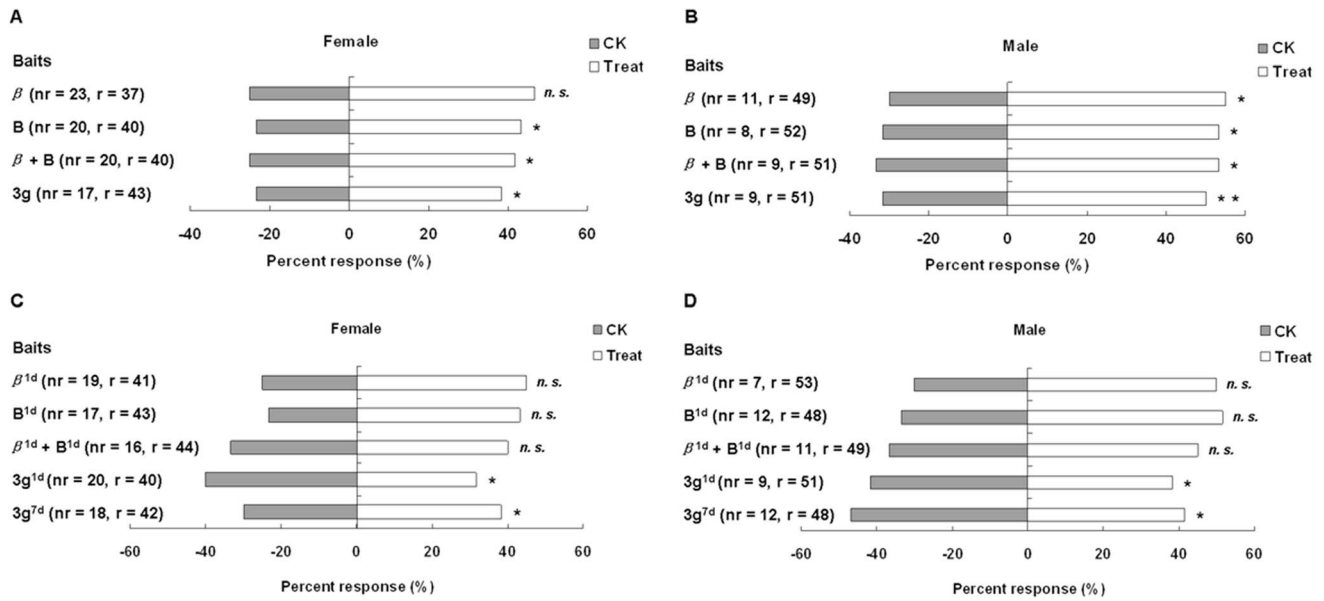 A
Female
CK
Treat
Baits
β (nr = 23, r = 37) n. s.
B (nr = 20, r = 40) *
β + B (nr = 20, r = 40) *
3g (nr = 17, r = 43) *
-40 -20 0 20 40 60
Percent response (%)
B
Male
CK
Treat
Baits
β (nr = 11, r = 49) *
B (nr = 8, r = 52) *
β + B (nr = 9, r = 51) *
3g (nr = 9, r = 51) * *
-40 -20 0 20 40 60
Percent response (%)
C
Female
CK
Treat
Baits
β¹ᵈ (nr = 19, r = 41) n. s.
B¹ᵈ (nr = 17, r = 43) n. s.
β¹ᵈ + B¹ᵈ (nr = 16, r = 44) n. s.
3g¹ᵈ (nr = 20, r = 40) *
3g⁷ᵈ (nr = 18, r = 42) *
-60 -40 -20 0 20 40 60
Percent response (%)
D
Male
CK
Treat
Baits
β¹ᵈ (nr = 7, r = 53) n. s.
B¹ᵈ (nr = 12, r = 48) n. s.
β¹ᵈ + B¹ᵈ (nr = 11, r = 49) n. s.
3g¹ᵈ (nr = 9, r = 51) *
3g⁷ᵈ (nr = 12, r = 48) *
-60 -40 -20 0 20 40 60
Percent response (%)